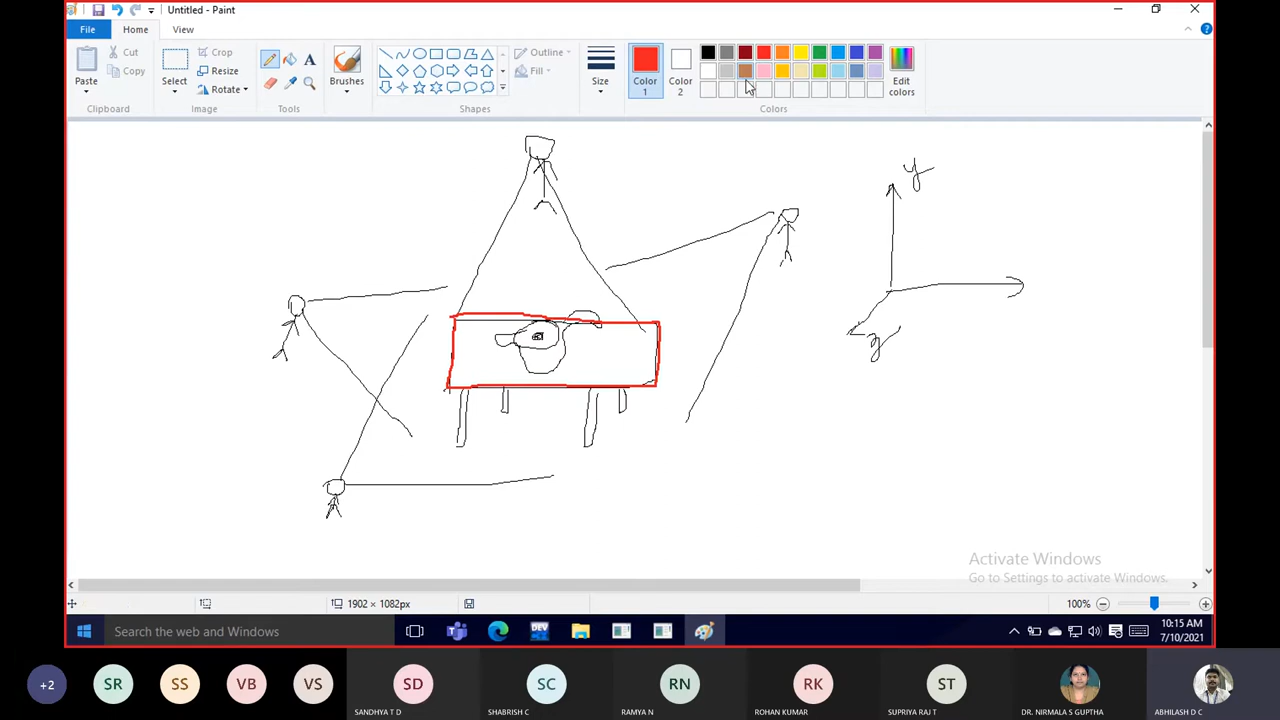 Untitled - Paint
File
Home
View
Cut
Copy
Paste
Clipboard
Crop
Resize
Rotate
Select
Image
A
Tools
Brushes
Outline
Fill
Shapes
Size
Color 1
Color 2
Edit colors
Colors
y
z
Activate Windows
Go to Settings to activate Windows.
1902 × 1082px
100%
Search the web and Windows
DEV
10:15 AM
7/10/2021
+2
SR
SS
VB
VS
SD
SC
RN
RK
ST
SANDHYA T D
SHABRISH C
RAMYA N
ROHAN KUMAR
SUPRIYA RAJ T
DR. NIRMALA S GUPTHA
ABHILASH D C